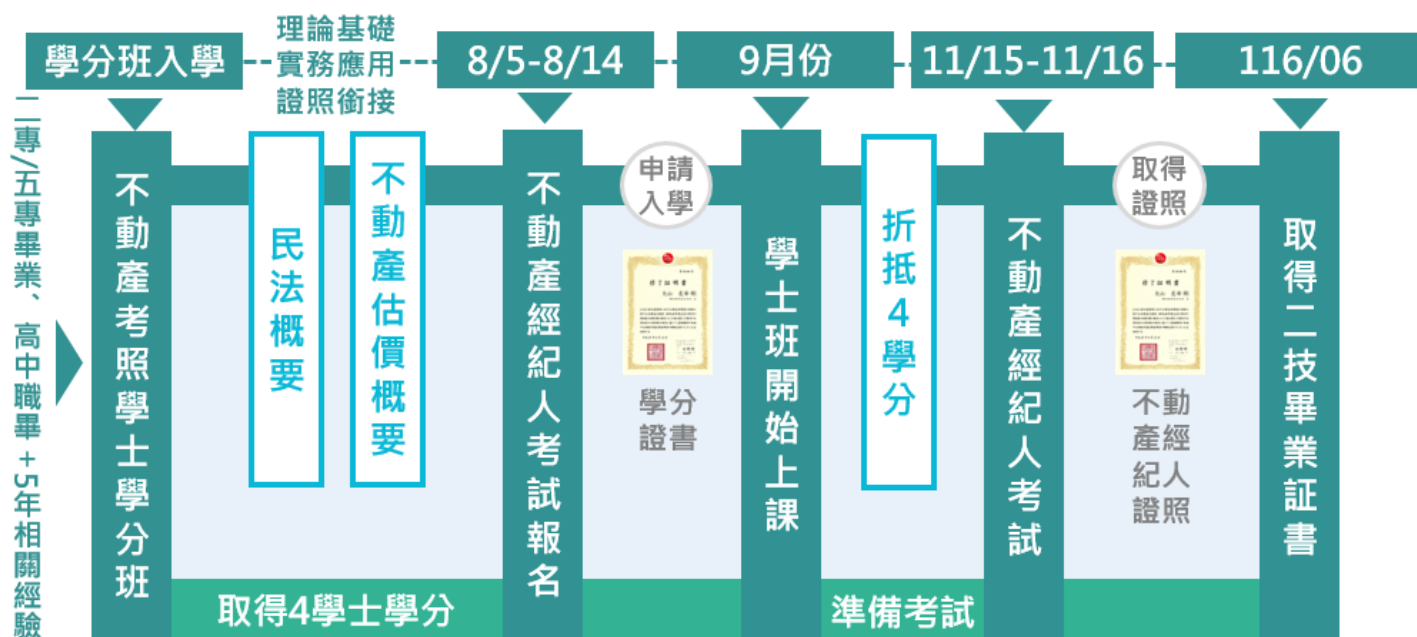 學分班入學
理論基礎
實務應用
證照銜接
8/5-8/14
9月份
11/15-11/16
116/06
二專/五專畢業、高中職畢+5年相關經驗
不動產考照學士學分班
民法概要
不動產估價概要
不動產經紀人考試報名
申請
入學
學分
證書
學士班開始上課
折抵4學分
不動產經紀人考試
取得
證照
不動
產經
紀人
證照
取得二技畢業証書
取得4學士學分
準備考試